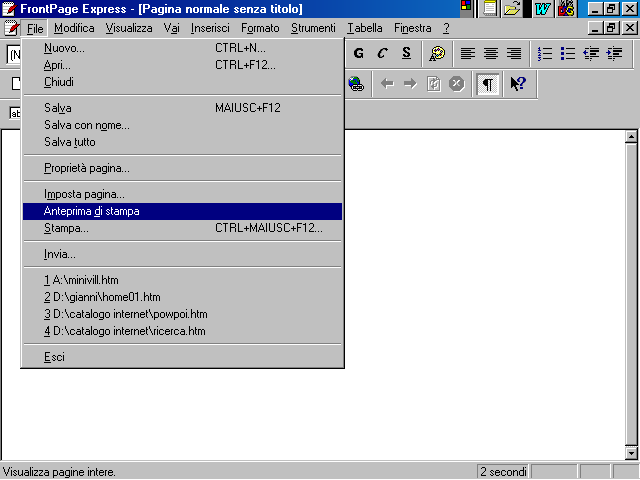 FrontPage Express - [Pagina normale senza titolo]
File Modifica Visualizza Vai Inserisci Formato Strumenti Tabella Finestra ?
Nuovo... CTRL+N...
Apri... CTRL+F12...
Chiudi
Salva MAIUSC+F12
Salva con nome...
Salva tutto
Proprietà pagina...
Imposta pagina...
Anteprima di stampa
Stampa... CTRL+MAIUSC+F12...
Invia...
1 A:\minivill.htm
2 D:\gianni\home01.htm
3 D:\catalogo internet\powpoi.htm
4 D:\catalogo internet\ricerca.htm
Esci
(N
G C S A
¶ ?
ab
Visualizza pagine intere. 2 secondi